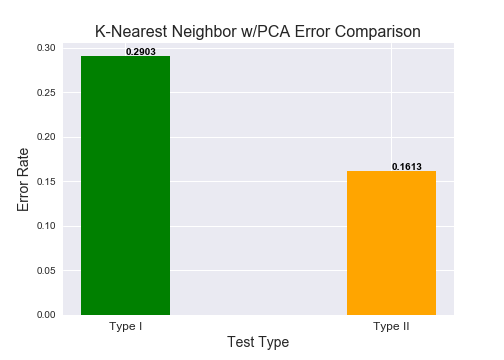 K-Nearest Neighbor w/PCA Error Comparison
0.30
0.25
0.20
0.15
0.10
0.05
0.00
Error Rate
0.2903
0.1613
Type I
Type II
Test Type